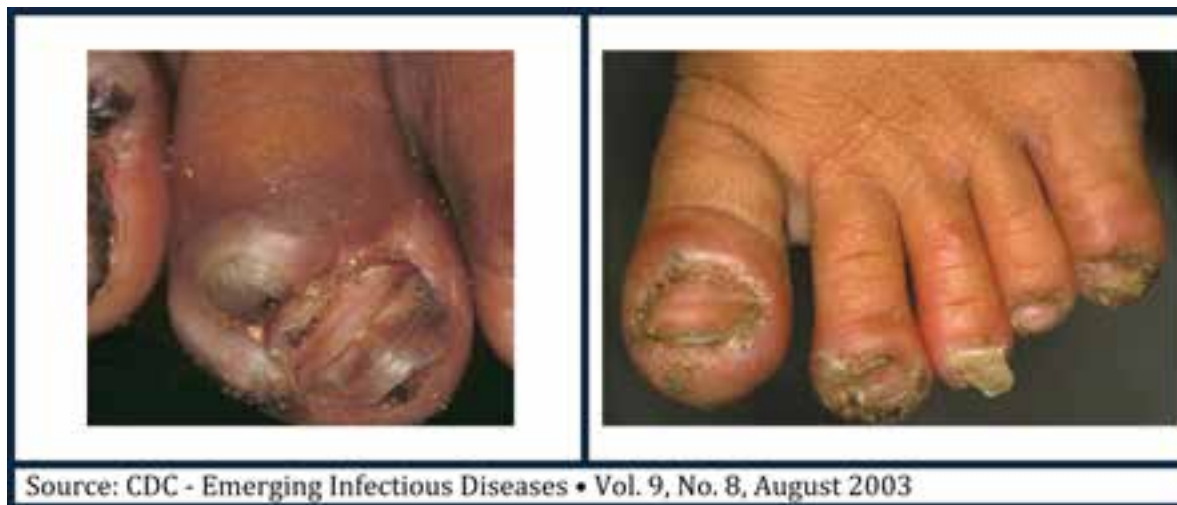 Source: CDC - Emerging Infectious Diseases • Vol. 9, No. 8, August 2003